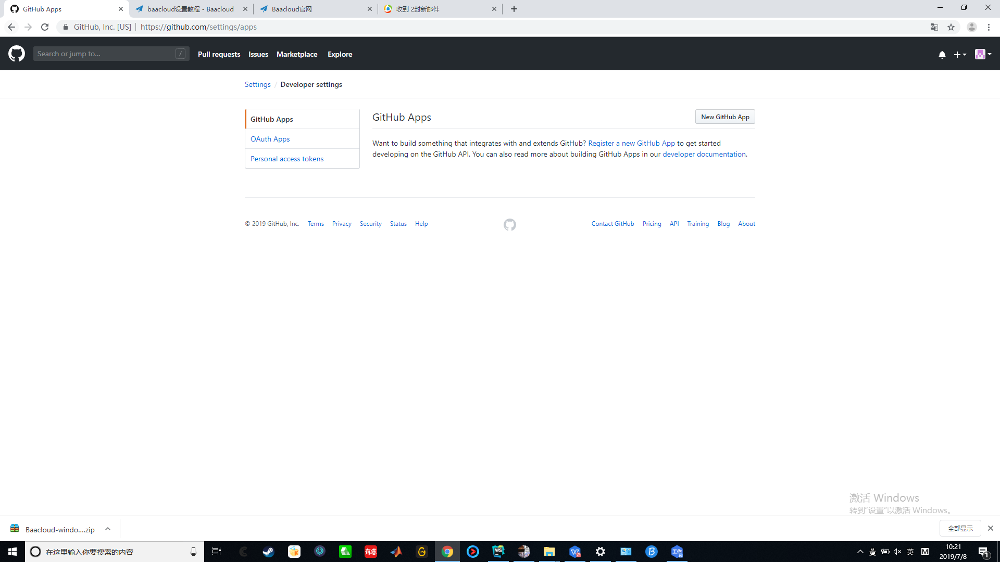 GitHub Apps
baacloud设置教程 - Baacloud
Baacloud官网
收到 2封新邮件
GitHub, Inc. [US] | https://github.com/settings/apps
Search or jump to... /
Pull requests Issues Marketplace Explore
Settings / Developer settings
GitHub Apps
OAuth Apps
Personal access tokens
GitHub Apps
New GitHub App
Want to build something that integrates with and extends GitHub? Register a new GitHub App to get started
developing on the GitHub API. You can also read more about building GitHub Apps in our developer documentation.
© 2019 GitHub, Inc. Terms Privacy Security Status Help
Contact GitHub Pricing API Training Blog About
激活 Windows
转到“设置”以激活 Windows。
Baacloud-windo....zip
全部显示
在这里输入你要搜索的内容
有道
WS
工作
英
M
10:21
2019/7/8
1